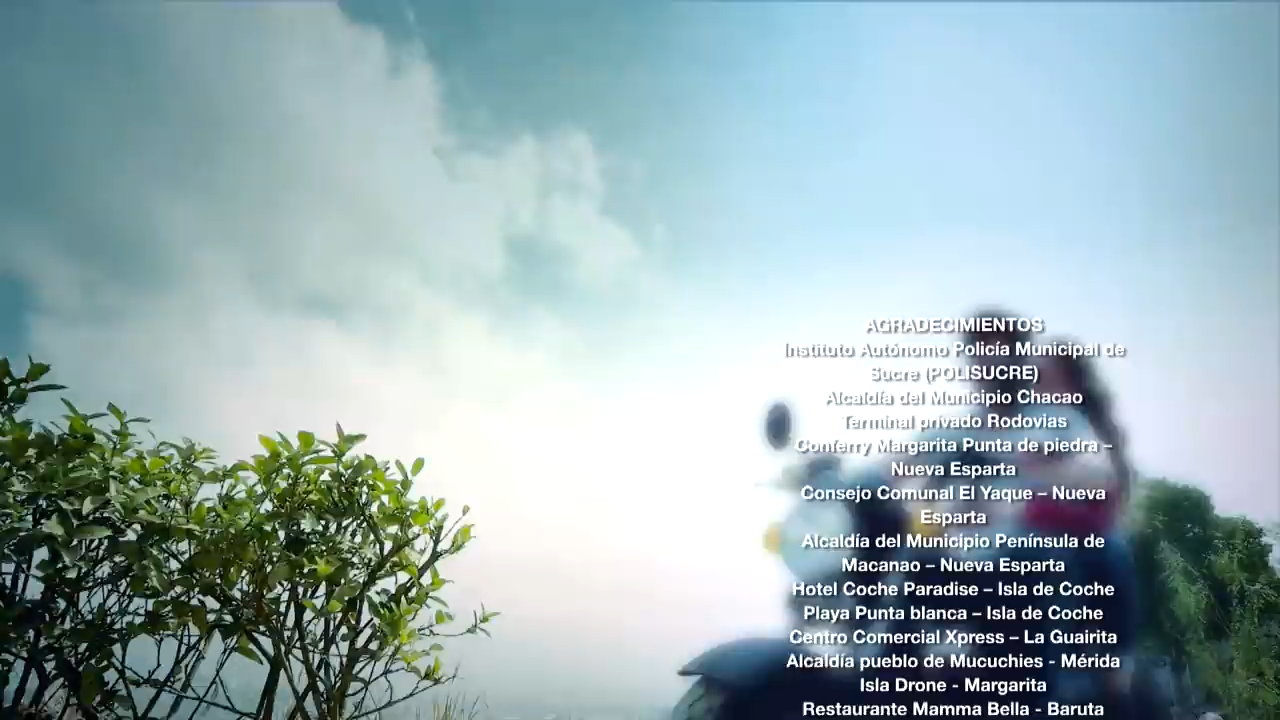 AGRADECIMIENTOS
Instituto Autónomo Policía Municipal de
Sucre (POLISUCRE)
Alcaldía del Municipio Chacao
Terminal privado Rodovias
Conferry Margarita Punta de piedra –
Nueva Esparta
Consejo Comunal El Yaque – Nueva
Esparta
Alcaldía del Municipio Península de
Macanao – Nueva Esparta
Hotel Coche Paradise – Isla de Coche
Playa Punta blanca – Isla de Coche
Centro Comercial Xpress – La Guairita
Alcaldía pueblo de Mucuchies - Mérida
Isla Drone - Margarita
Restaurante Mamma Bella - Baruta